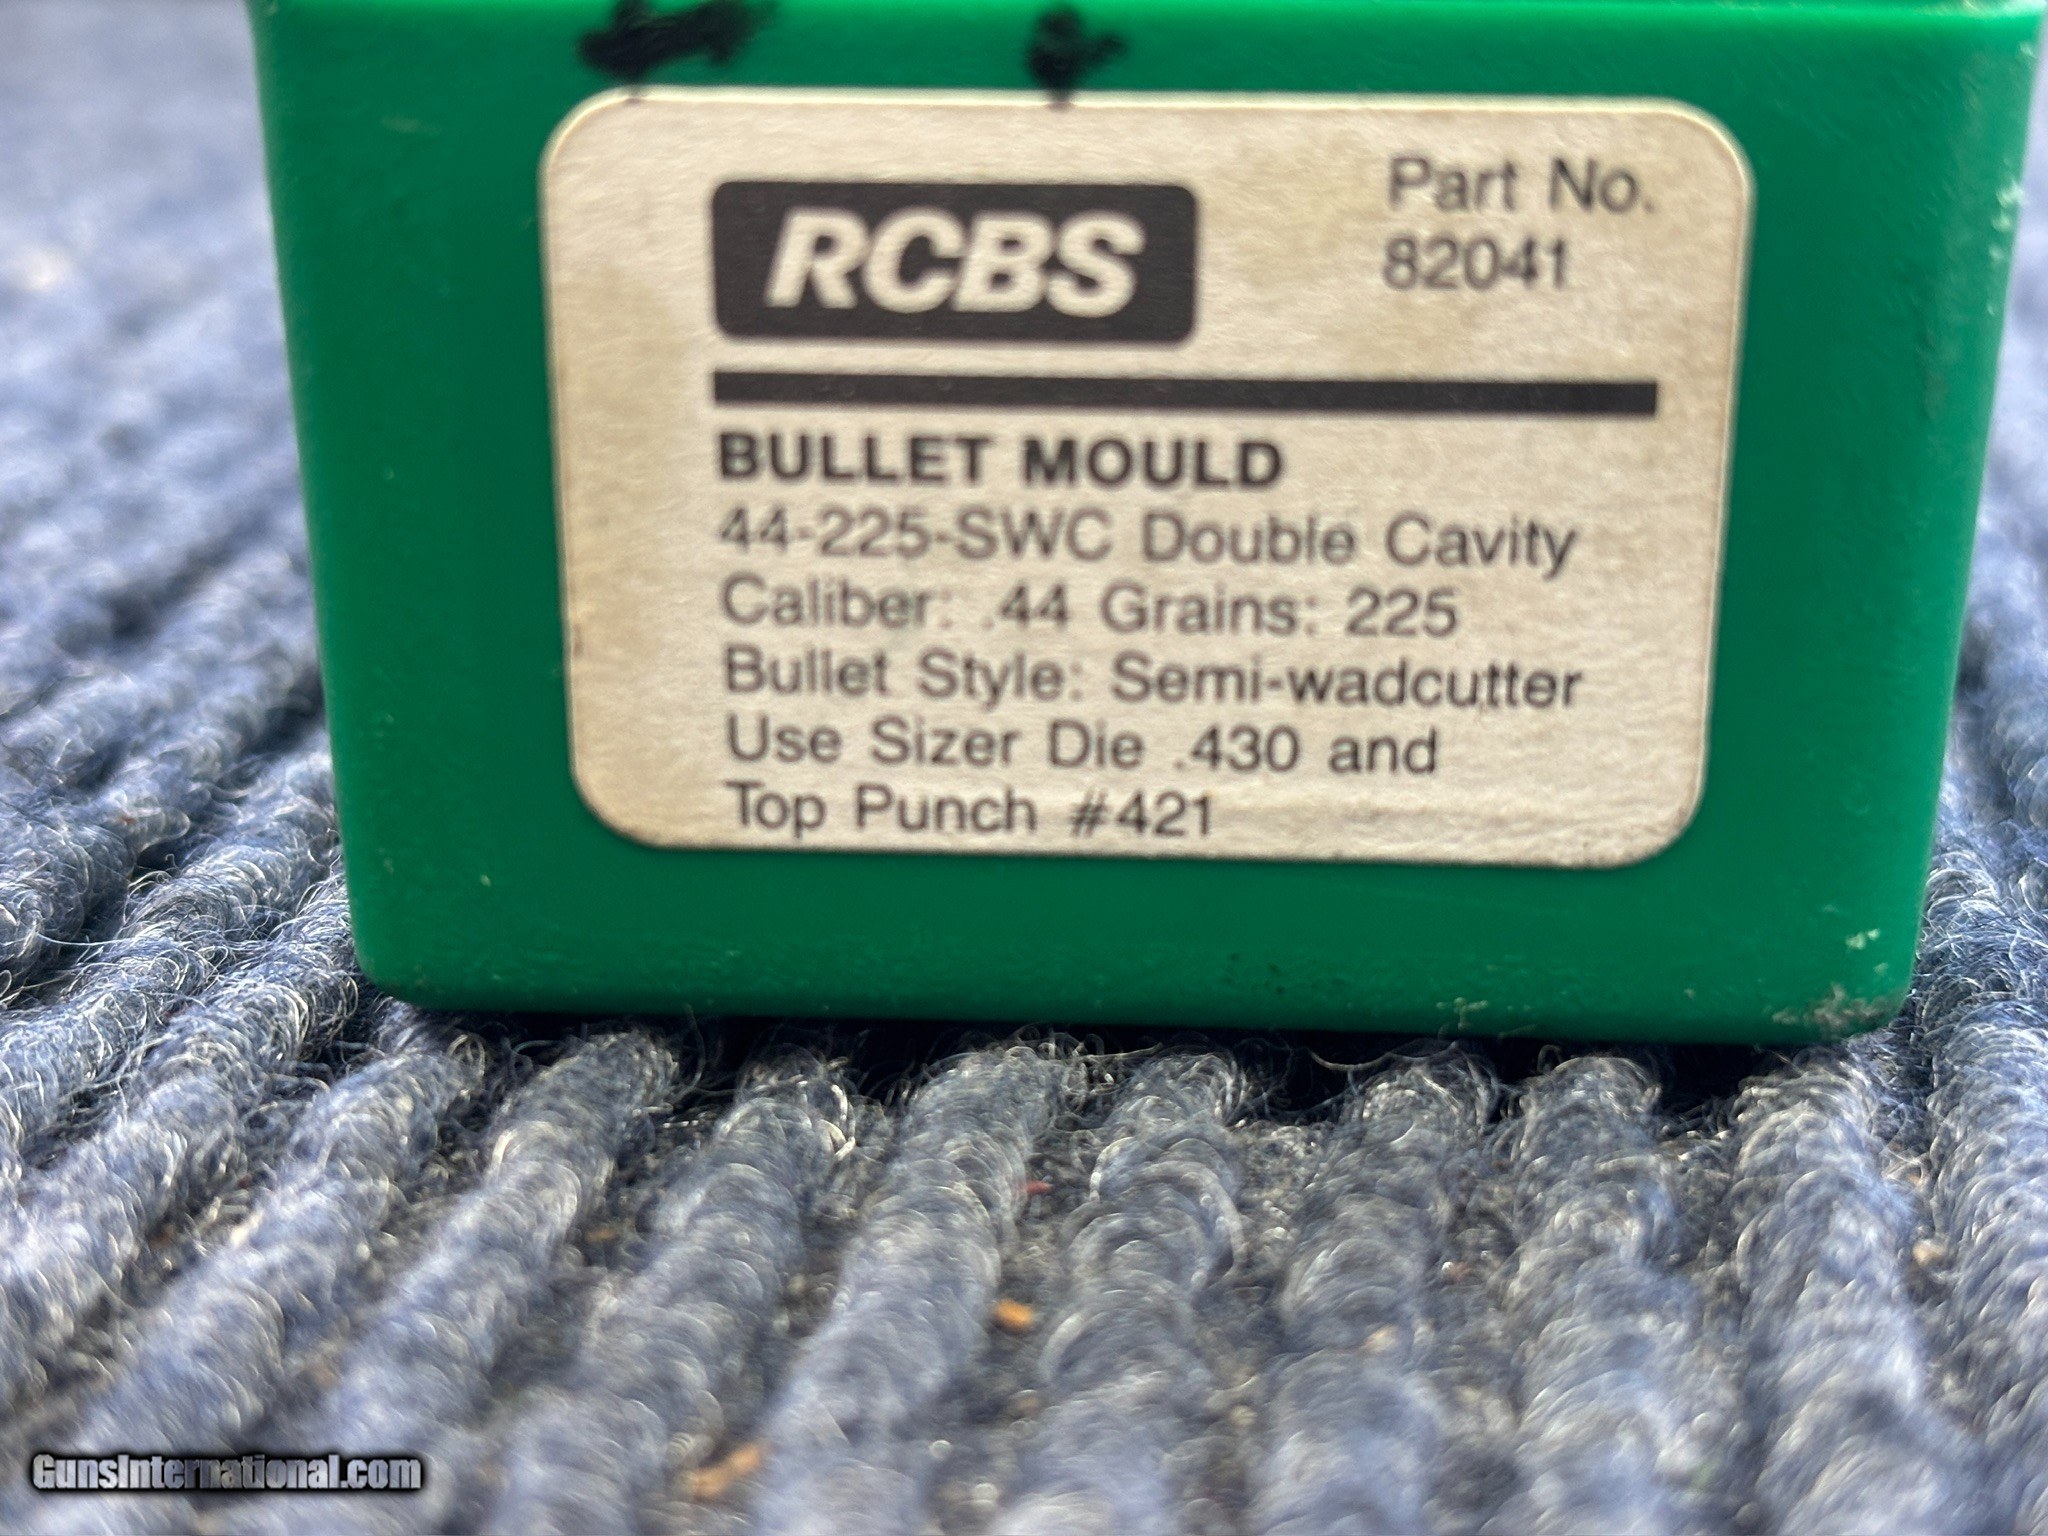 RCBS
Part No.
82041
BULLET MOULD
44-225-SWC Double Cavity
Caliber: .44 Grains: 225
Bullet Style: Semi-wadcutter
Use Sizer Die .430 and
Top Punch #421
GunsInternational.com